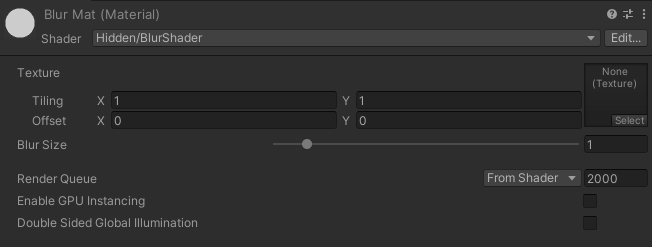 Blur Mat (Material)
Shader Hidden/BlurShader Edit...
Texture None
(Texture)
Tiling X 1 Y 1
Offset X 0 Y 0 Select
Blur Size 1
Render Queue From Shader 2000
Enable GPU Instancing
Double Sided Global Illumination